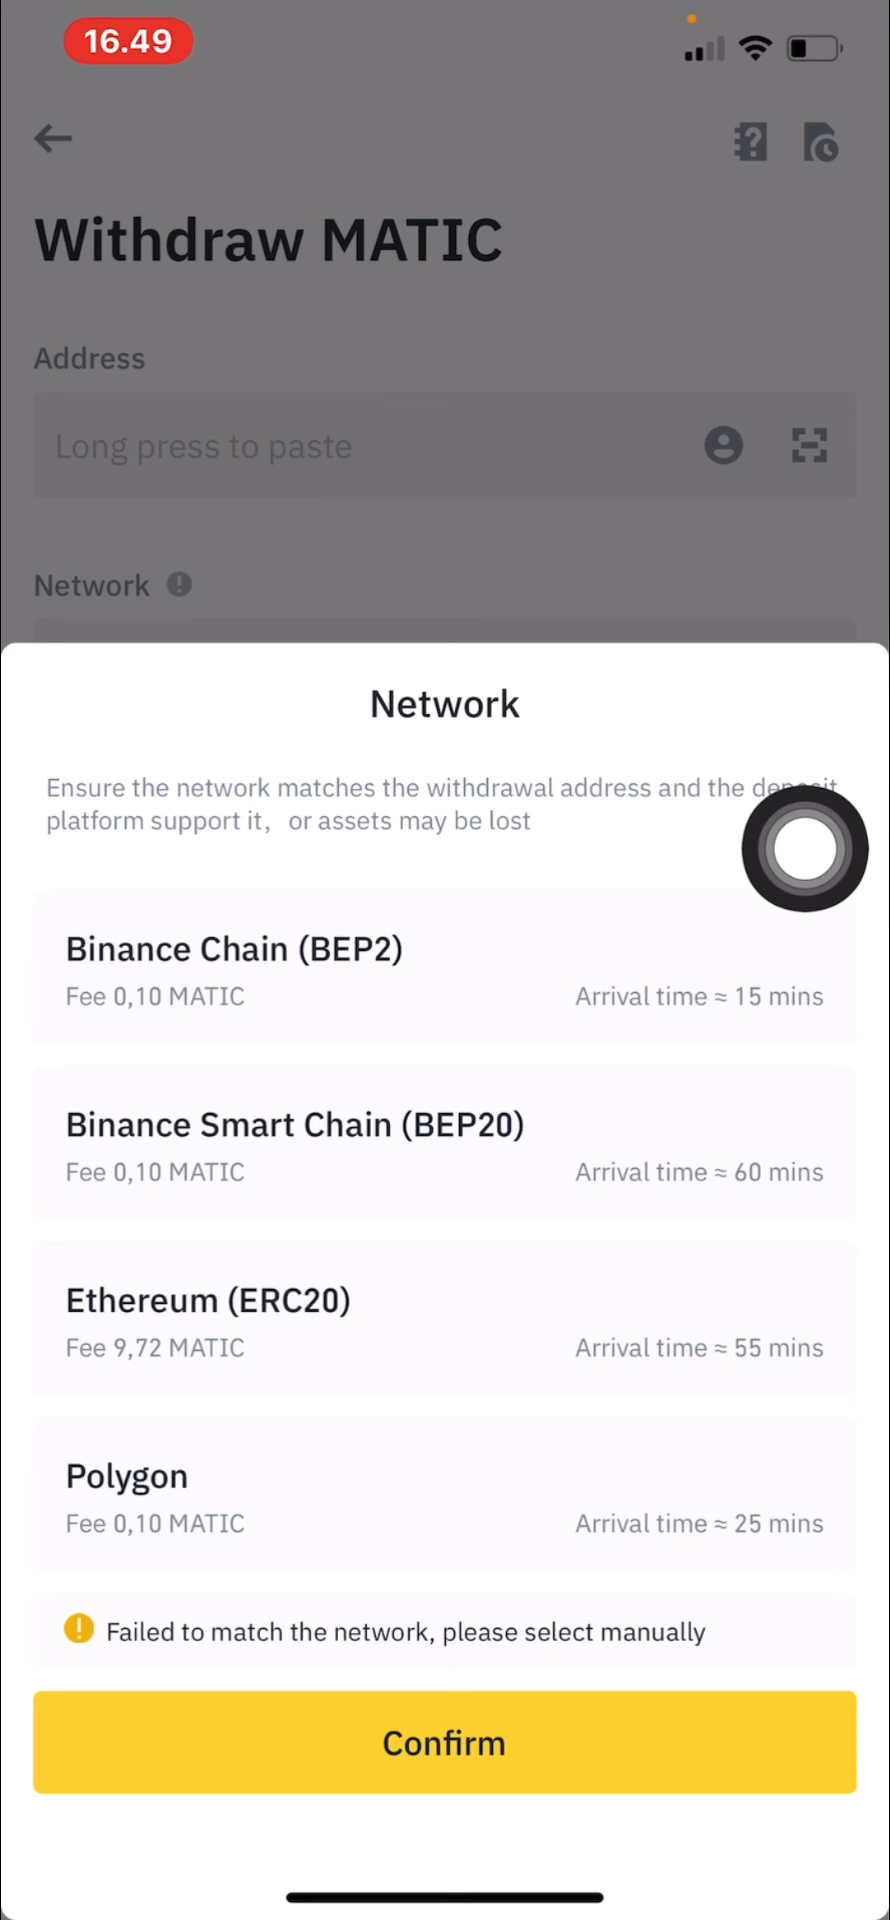 16.49
Withdraw MATIC
Address
Long press to paste
Network
Network
Ensure the network matches the withdrawal address and the deposit
platform support it, or assets may be lost
Binance Chain (BEP2)
Fee 0,10 MATIC
Arrival time ≈ 15 mins
Binance Smart Chain (BEP20)
Fee 0,10 MATIC
Arrival time ≈ 60 mins
Ethereum (ERC20)
Fee 9,72 MATIC
Arrival time ≈ 55 mins
Polygon
Fee 0,10 MATIC
Arrival time ≈ 25 mins
Failed to match the network, please select manually
Confirm